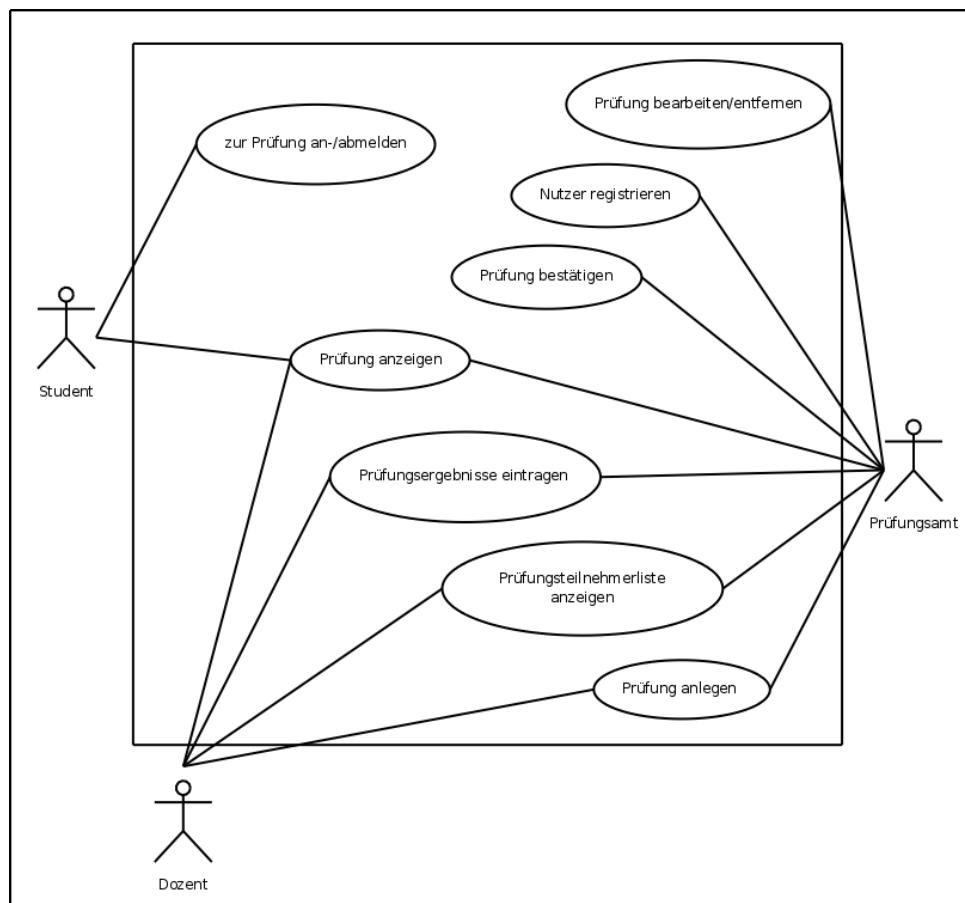 Prüfung bearbeiten/entfernen
zur Prüfung an-/abmelden
Nutzer registrieren
Prüfung bestätigen
Prüfung anzeigen
Student
Prüfungsergebnisse eintragen
Prüfungsamt
Prüfungsteilnehmerliste
anzeigen
Prüfung anlegen
Dozent